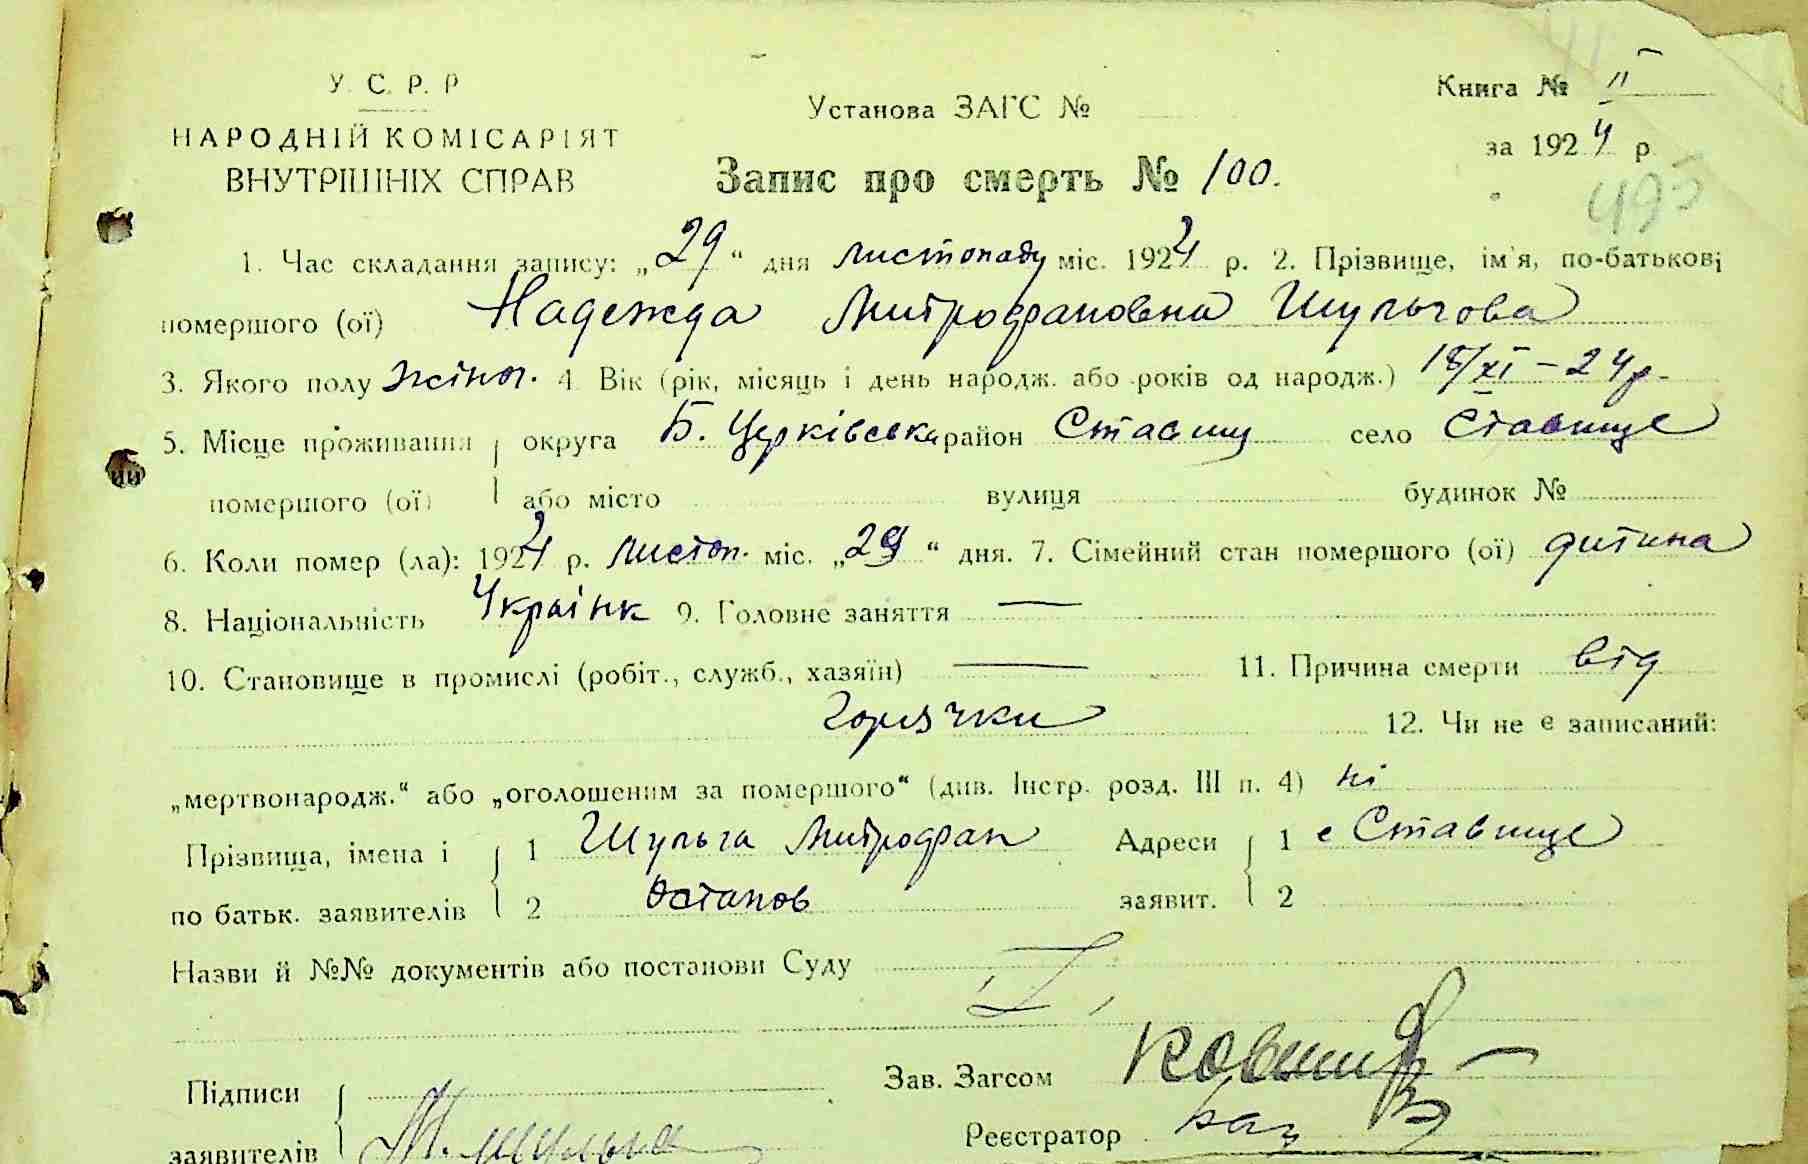 У. С. Р. Р
НАРОДНІЙ КОМІСАРІЯТ
ВНУТРІШНІХ СПРАВ
Установа ЗАГС №
Книга № II
за 1924 р.
495
Запис про смерть № 100.
1. Час складання запису: „29“ дня листопаду міс. 1924 р. 2. Прізвище, ім'я, по-батькові
помершого (ої) Надежда Митрофановна Шульгова
3. Якого полу жіноч. 4. Вік (рік, місяць і день народж. або років од народж.) 18/XI – 24 р.
5. Місце проживання округа Б. Церківська район Ставищ село Ставище
помершого (ої) або місто вулиця будинок №
6. Коли помер (ла): 1924 р. листоп. міс. „29“ дня. 7. Сімейний стан помершого (ої) дитина
8. Національність Українк 9. Головне заняття —
10. Становище в промислі (робіт., служб., хазяїн) — 11. Причина смерти від
горячки 12. Чи не є записаний:
„мертвонародж.“ або „оголошеним за помершого“ (див. Інстр. розд. III п. 4) ні
Прізвища, імена і 1 Шульга Митрофан Адреси 1 с Ставище
по батьк. заявителів 2 Остапов заявит. 2
Назви й №№ документів або постанови Суду
Зав. Загсом
Підписи
Реєстратор
заявителів М. Шульга